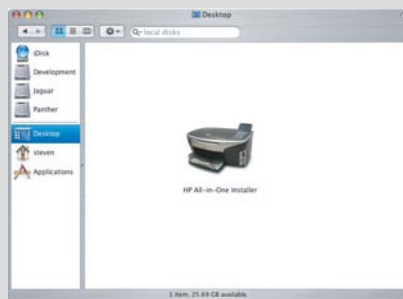 Desktop
local disks
iDisk
Development
Jaguar
Panther
Desktop
steven
Applications
HP All-in-One Installer
1 item, 25.69 GB available